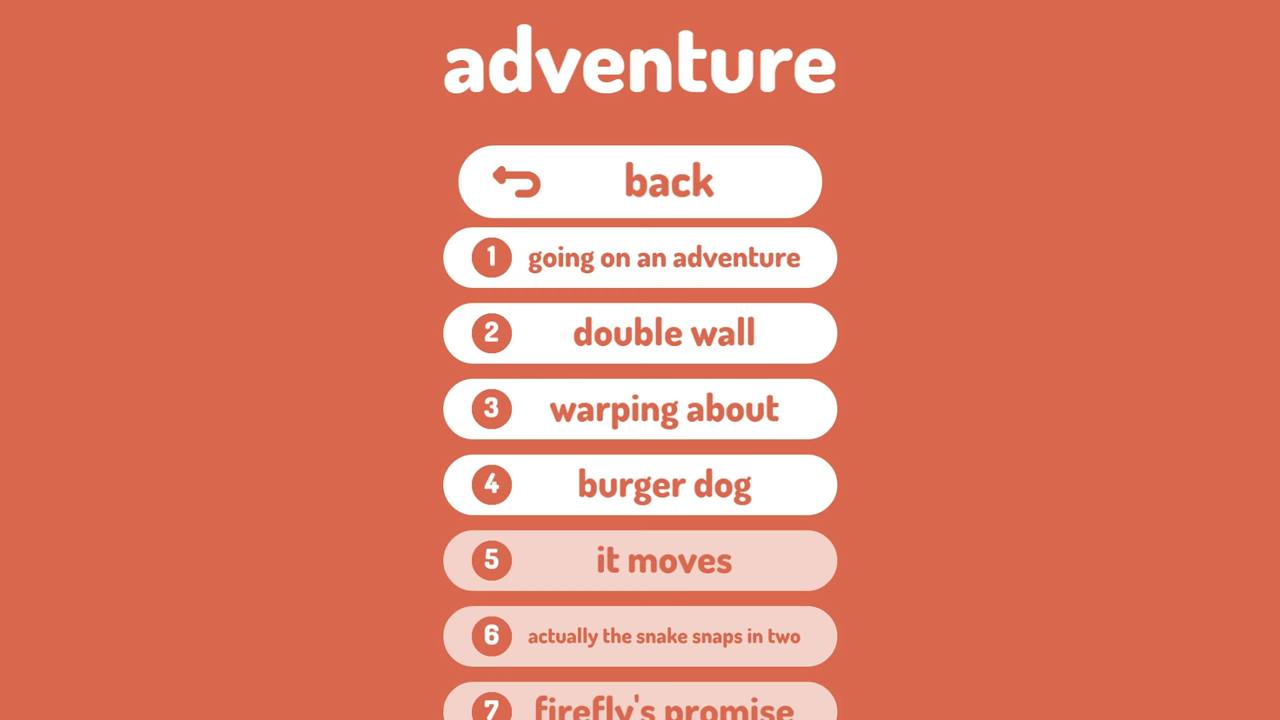 adventure
back
1 going on an adventure
2 double wall
3 warping about
4 burger dog
5 it moves
6 actually the snake snaps in two
7 firefly's promise